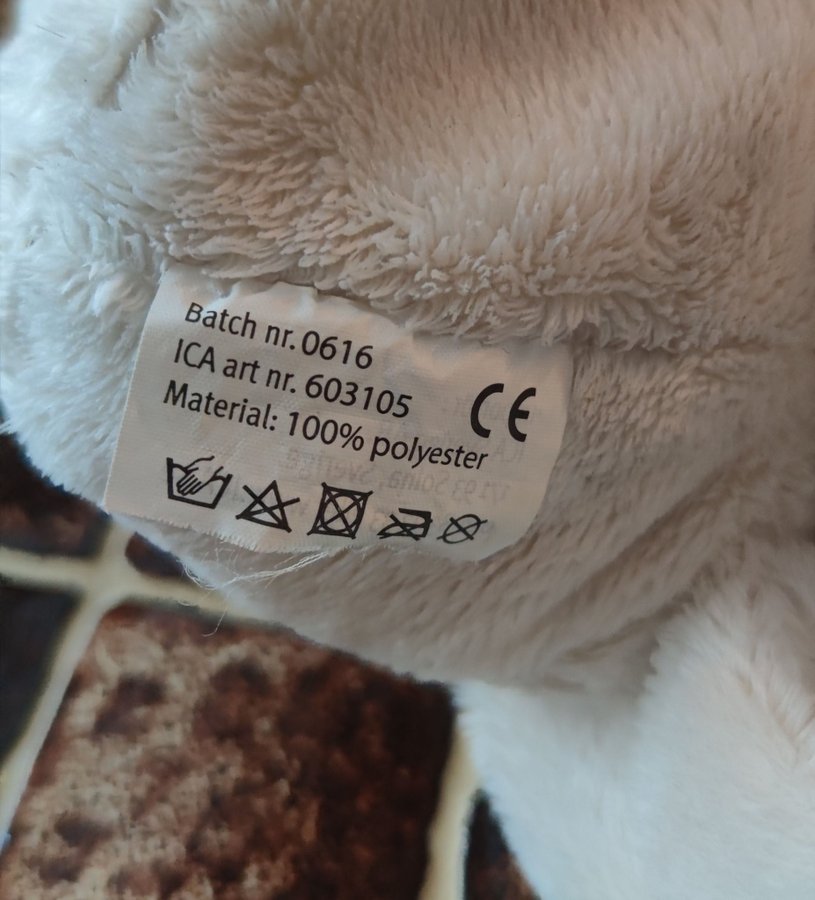 Batch nr. 0616
ICA art nr. 603105
Material: 100% polyester
CE